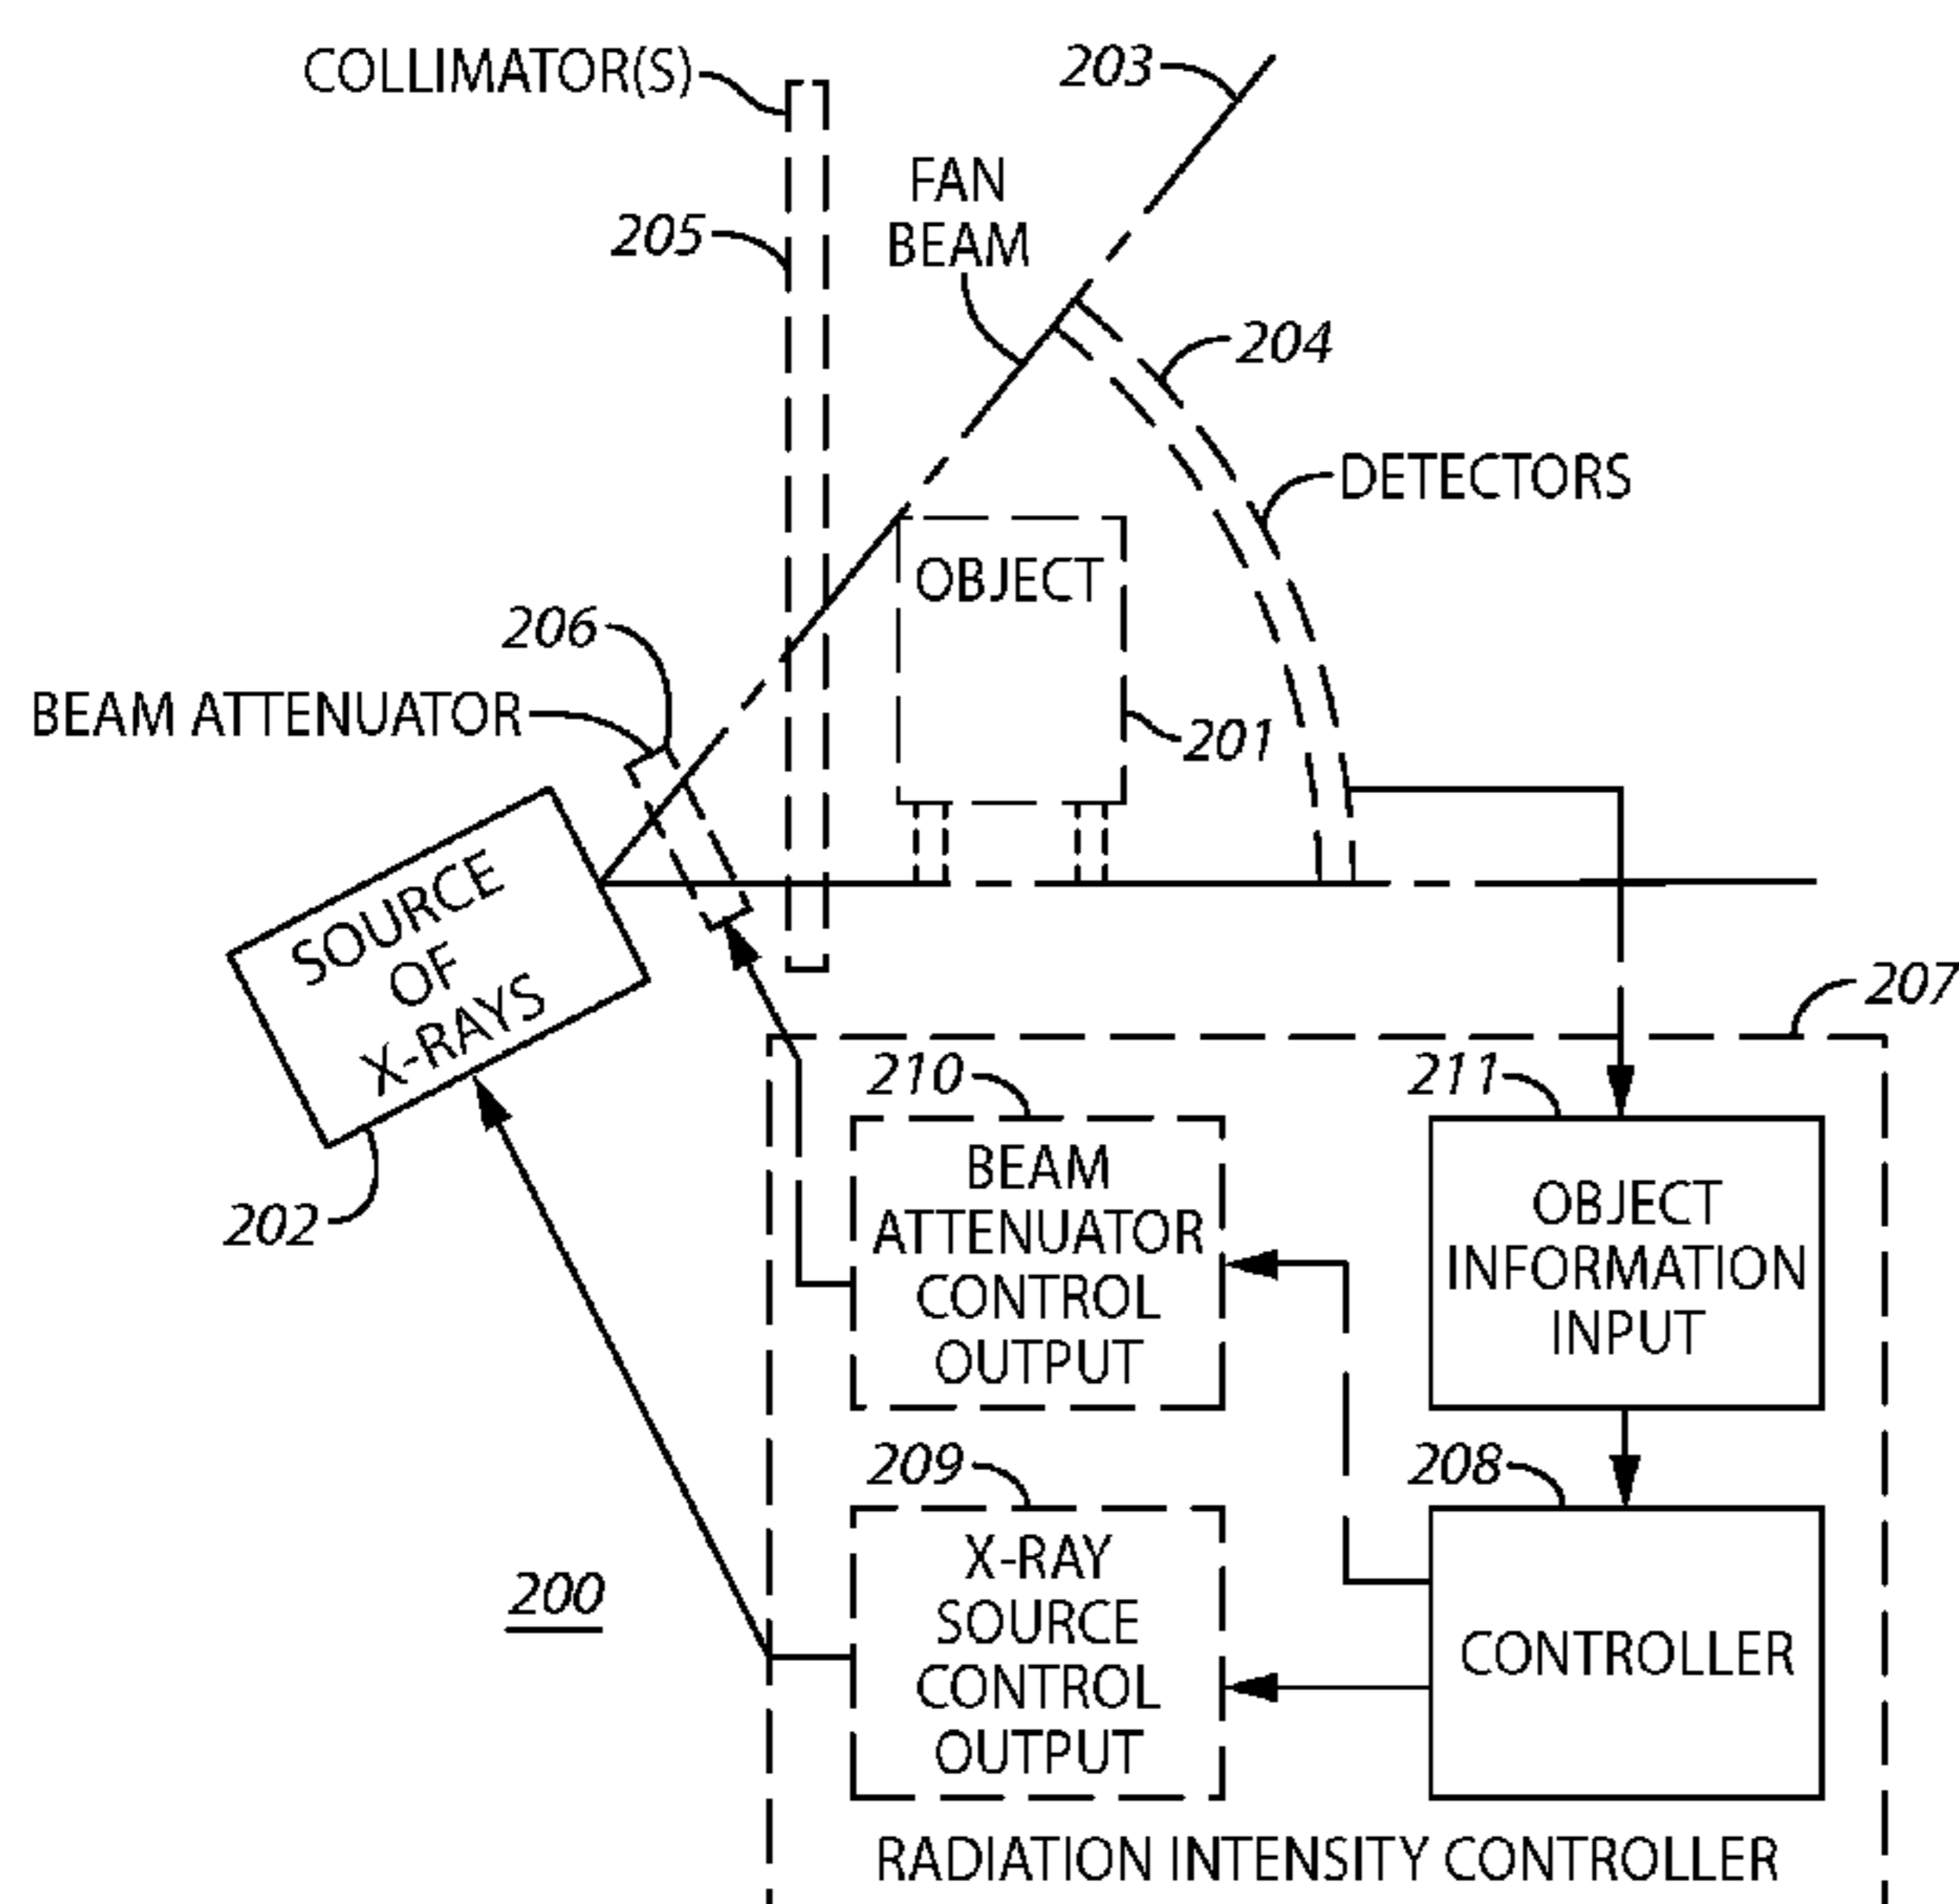 COLLIMATOR(S)
203
FAN
BEAM
205
204
DETECTORS
OBJECT
206
BEAM ATTENUATOR
201
SOURCE
OF
X-RAYS
207
202
210
BEAM
ATTENUATOR
CONTROL
OUTPUT
211
OBJECT
INFORMATION
INPUT
209
X-RAY
SOURCE
CONTROL
OUTPUT
208
CONTROLLER
200
RADIATION INTENSITY CONTROLLER